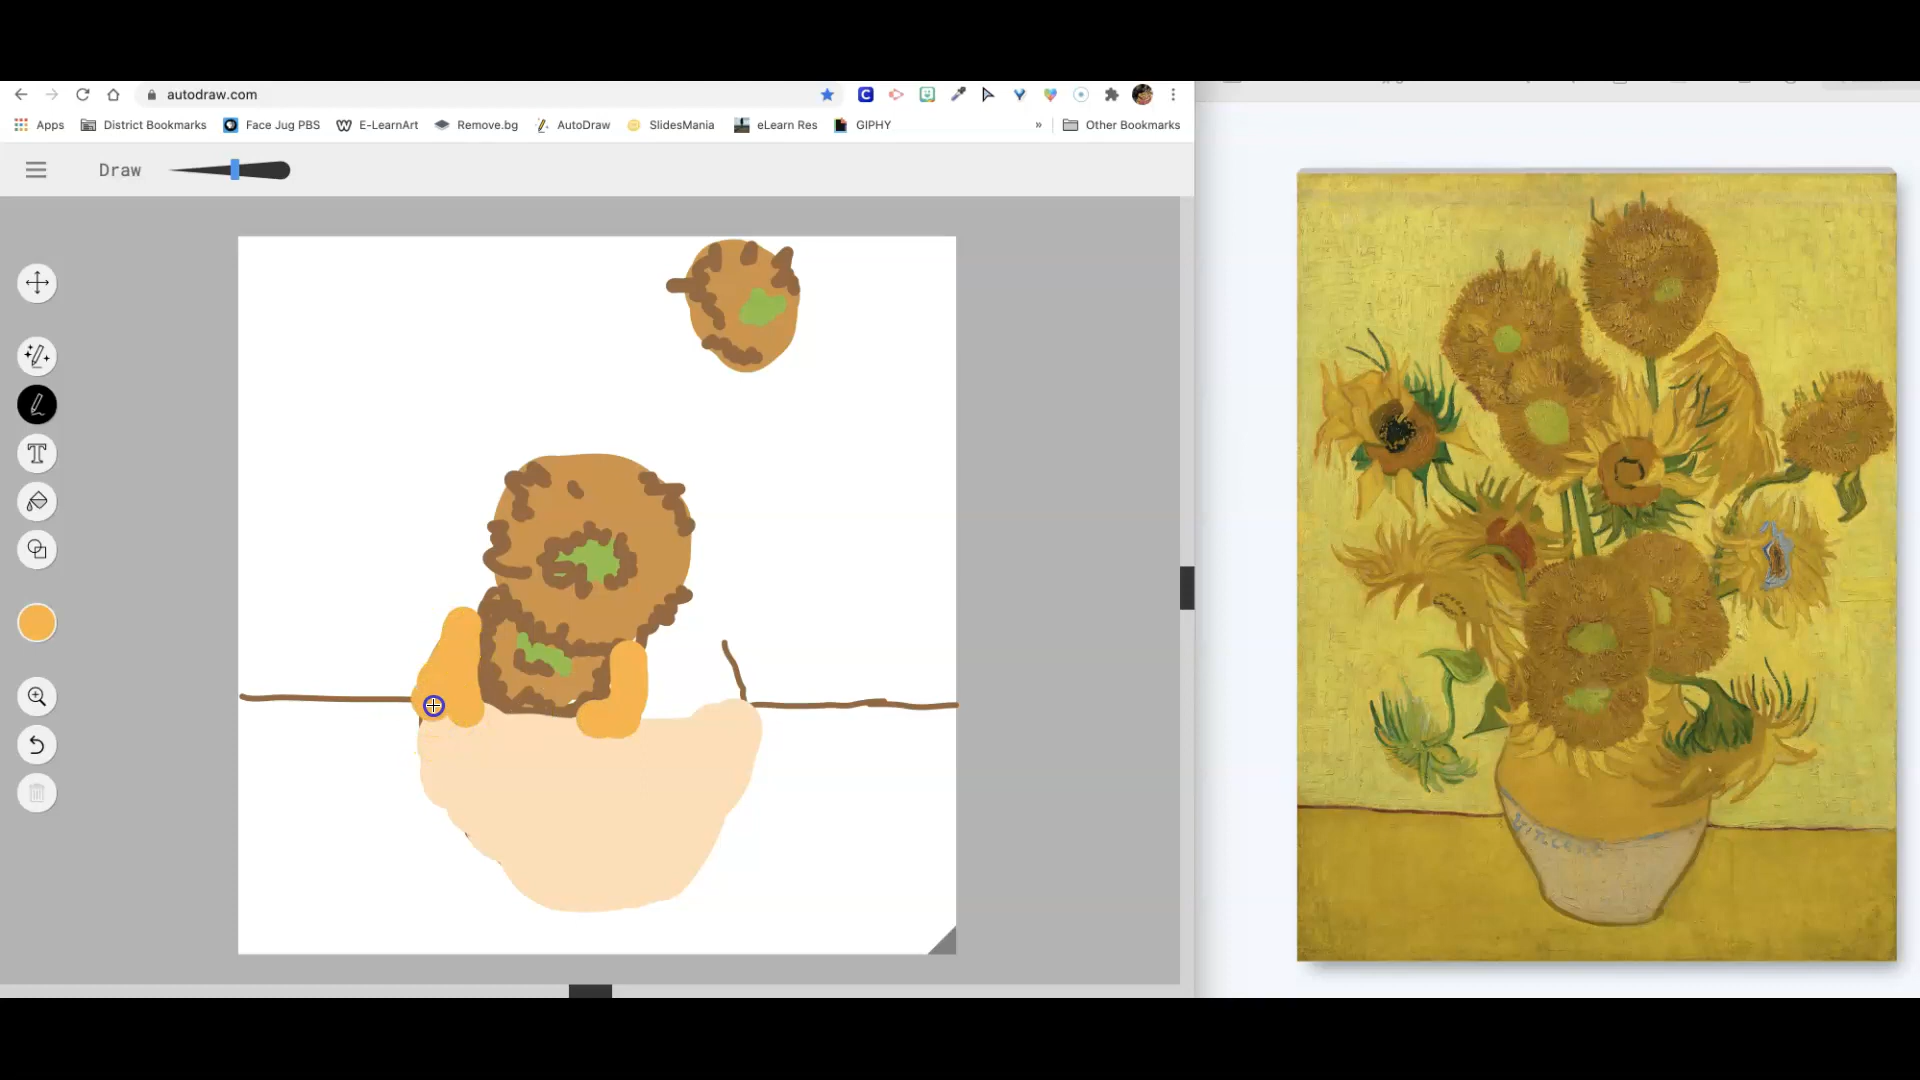 autodraw.com
Apps District Bookmarks Face Jug PBS E-LearnArt Remove.bg AutoDraw SlidesMania eLearn Res GIPHY » Other Bookmarks
Draw
Vincent